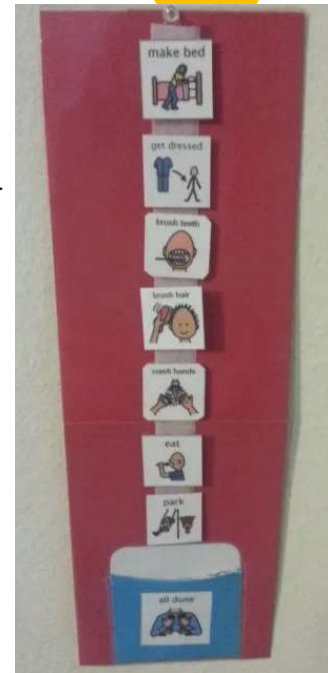 make bed
get dressed
brush teeth
brush hair
wash hands
eat
park
all done